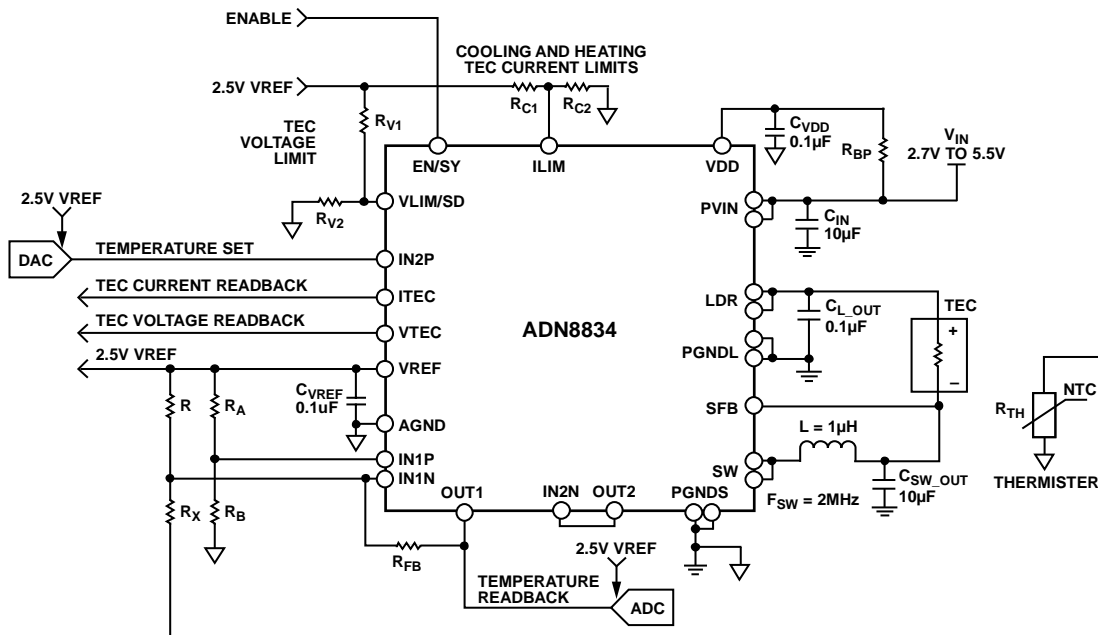 ENABLE
COOLING AND HEATING
TEC CURRENT LIMITS
2.5V VREF
RC1
RC2
RV1
TEC
VOLTAGE
LIMIT
CVDD
0.1µF
RBP
VIN
2.7V TO 5.5V
EN/SY
ILIM
VDD
2.5V VREF
RV2
VLIM/SD
PVIN
CIN
10µF
DAC
TEMPERATURE SET
IN2P
TEC CURRENT READBACK
ITEC
LDR
CL_OUT
0.1µF
TEC
+
–
TEC VOLTAGE READBACK
VTEC
ADN8834
PGNDL
2.5V VREF
VREF
R
RA
CVREF
0.1uF
SFB
RTH
NTC
AGND
L = 1µH
IN1P
IN1N
SW
CSW_OUT
10µF
THERMISTER
RX
RB
OUT1
IN2N
OUT2
PGNDS
FSW = 2MHz
RFB
2.5V VREF
TEMPERATURE
READBACK
ADC